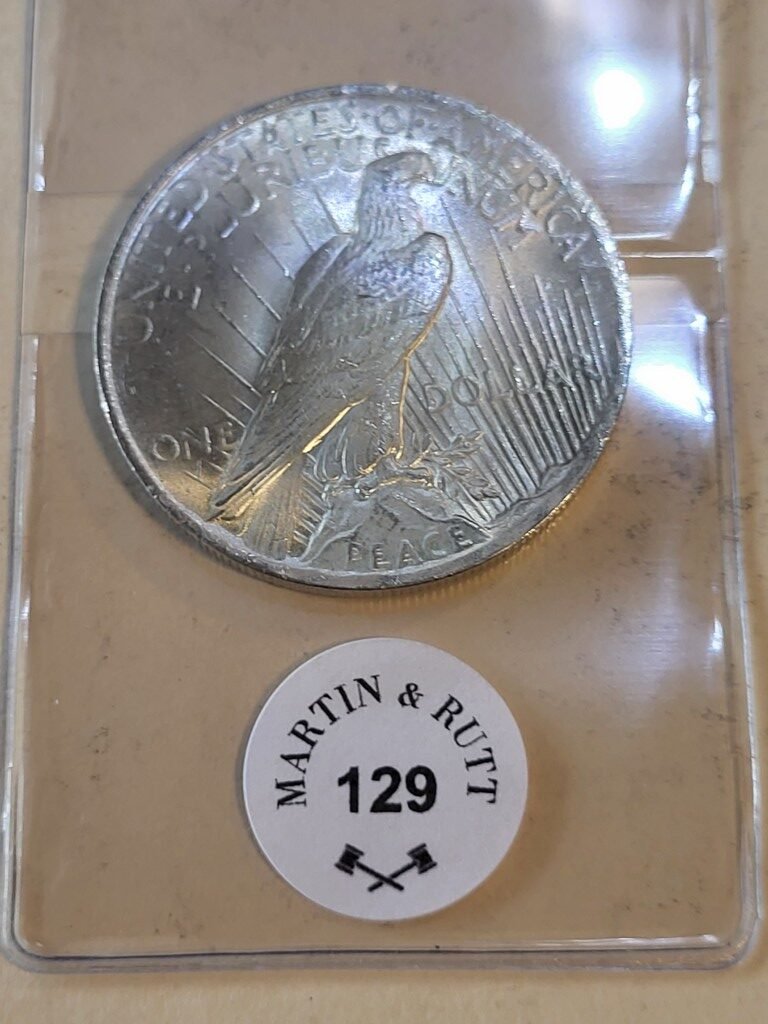 UNITED·STATES·OF·AMERICA
E·PLURIBUS UNUM
ONE DOLLAR
PEACE
MARTIN & RUTT
129